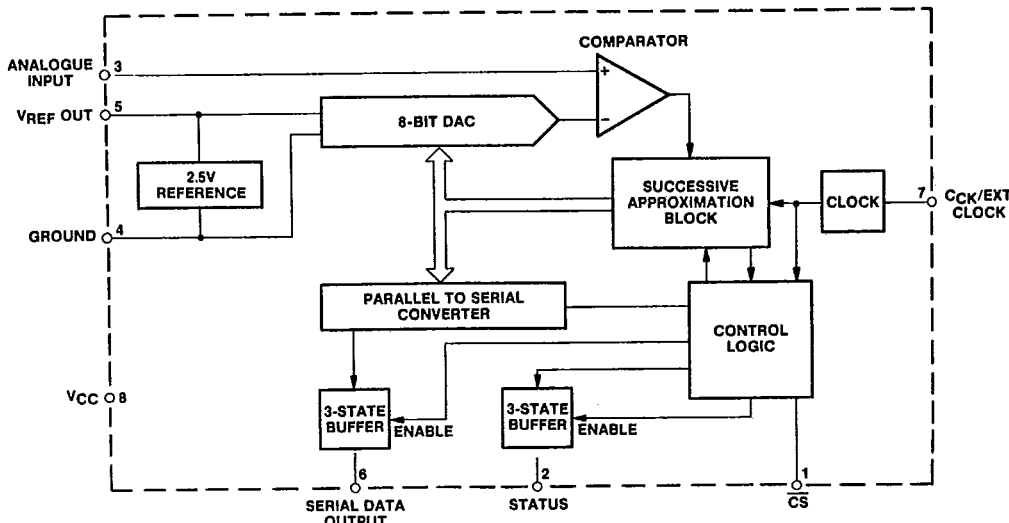 COMPARATOR
ANALOGUE
INPUT
3
+
VREF OUT
5
8-BIT DAC
−
2.5V
REFERENCE
SUCCESSIVE
APPROXIMATION
BLOCK
CLOCK
7
CCK/EXT
CLOCK
GROUND
4
PARALLEL TO SERIAL
CONVERTER
CONTROL
LOGIC
VCC
8
3-STATE
BUFFER
ENABLE
3-STATE
BUFFER
ENABLE
6
2
1
SERIAL DATA
OUTPUT
STATUS
C̅S̅